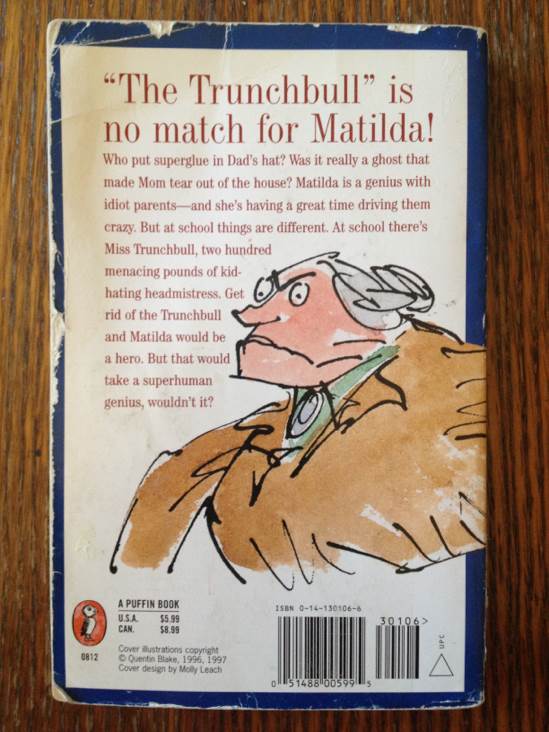 “The Trunchbull” is
no match for Matilda!
Who put superglue in Dad's hat? Was it really a ghost that
made Mom tear out of the house? Matilda is a genius with
idiot parents—and she's having a great time driving them
crazy. But at school things are different. At school there's
Miss Trunchbull, two hundred
menacing pounds of kid-
hating headmistress. Get
rid of the Trunchbull
and Matilda would be
a hero. But that would
take a superhuman
genius, wouldn't it?
A PUFFIN BOOK
U.S.A. $5.99
CAN. $8.99
0812
Cover illustrations copyright
© Quentin Blake, 1996, 1997
Cover design by Molly Leach
ISBN 0-14-130106-6
30106>
UPC
0 51488 00599 5